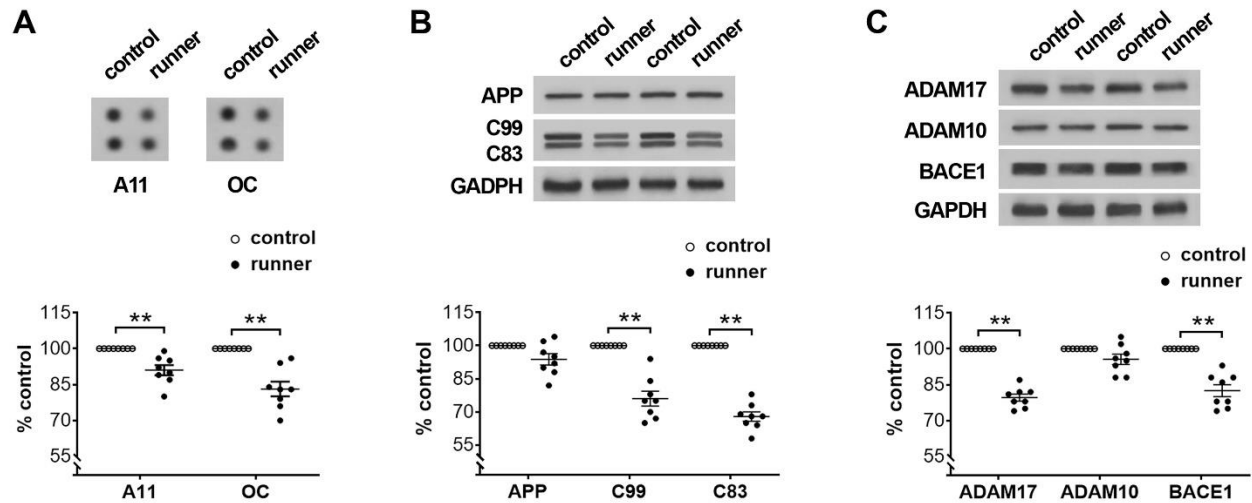 A
control runner control runner
A11 OC
control
runner
% control
115
100
85
70
55
** **
A11 OC
B
control runner control runner
APP
C99
C83
GADPH
control
runner
% control
115
100
85
70
55
** **
APP C99 C83
C
control runner control runner
ADAM17
ADAM10
BACE1
GAPDH
control
runner
% control
115
100
85
70
55
** **
ADAM17 ADAM10 BACE1